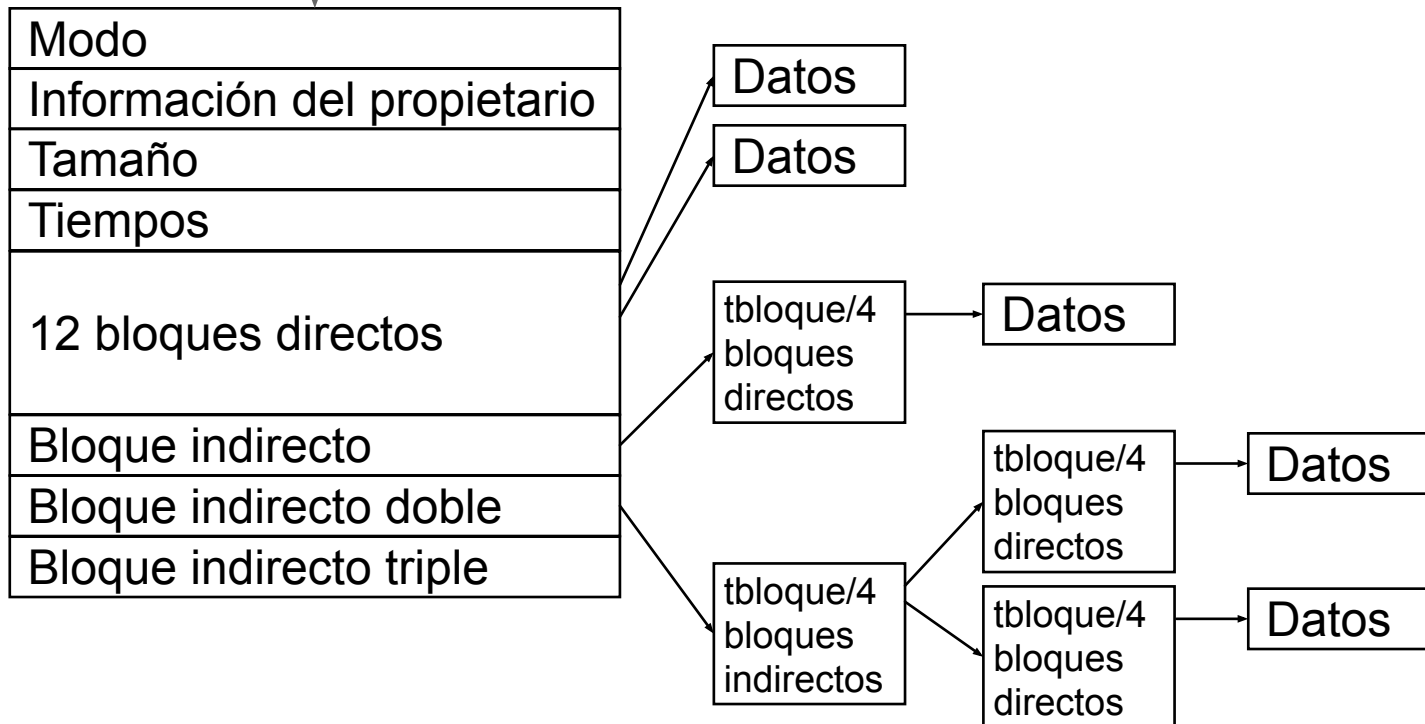 Modo
Información del propietario
Tamaño
Tiempos
12 bloques directos
Bloque indirecto
Bloque indirecto doble
Bloque indirecto triple
Datos
Datos
tbloque/4
bloques
directos
Datos
tbloque/4
bloques
indirectos
tbloque/4
bloques
directos
Datos
tbloque/4
bloques
directos
Datos